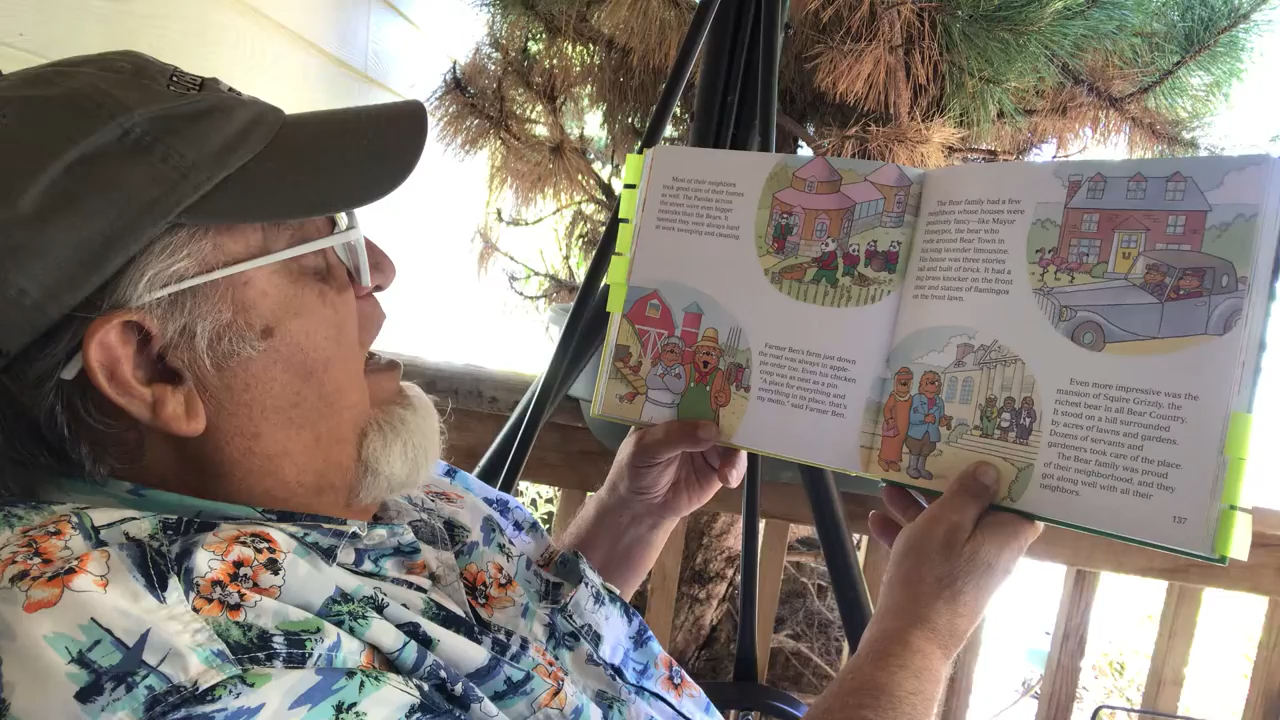 Most of their neighbors
took good care of their homes
as well. The Pandas across
the street were even bigger
neatniks than the Bears. It
seemed they were always hard
at work sweeping and cleaning.
Farmer Ben's farm just down
the road was always in apple-
pie order too. Even his chicken
coop was as neat as a pin.
"A place for everything and
everything in its place, that's
my motto," said Farmer Ben.
The Bear family had a few
neighbors whose houses were
positively fancy—like Mayor
Honeypot, the bear who
rode around Bear Town in
his long lavender limousine.
His house was three stories
tall and built of brick. It had a
big brass knocker on the front
door and statues of flamingos
on the front lawn.
Even more impressive was the
mansion of Squire Grizzly, the
richest bear in all Bear Country.
It stood on a hill surrounded
by acres of lawns and gardens.
Dozens of servants and
gardeners took care of the place.
The Bear family was proud
of their neighborhood, and they
got along well with all their
neighbors.
137